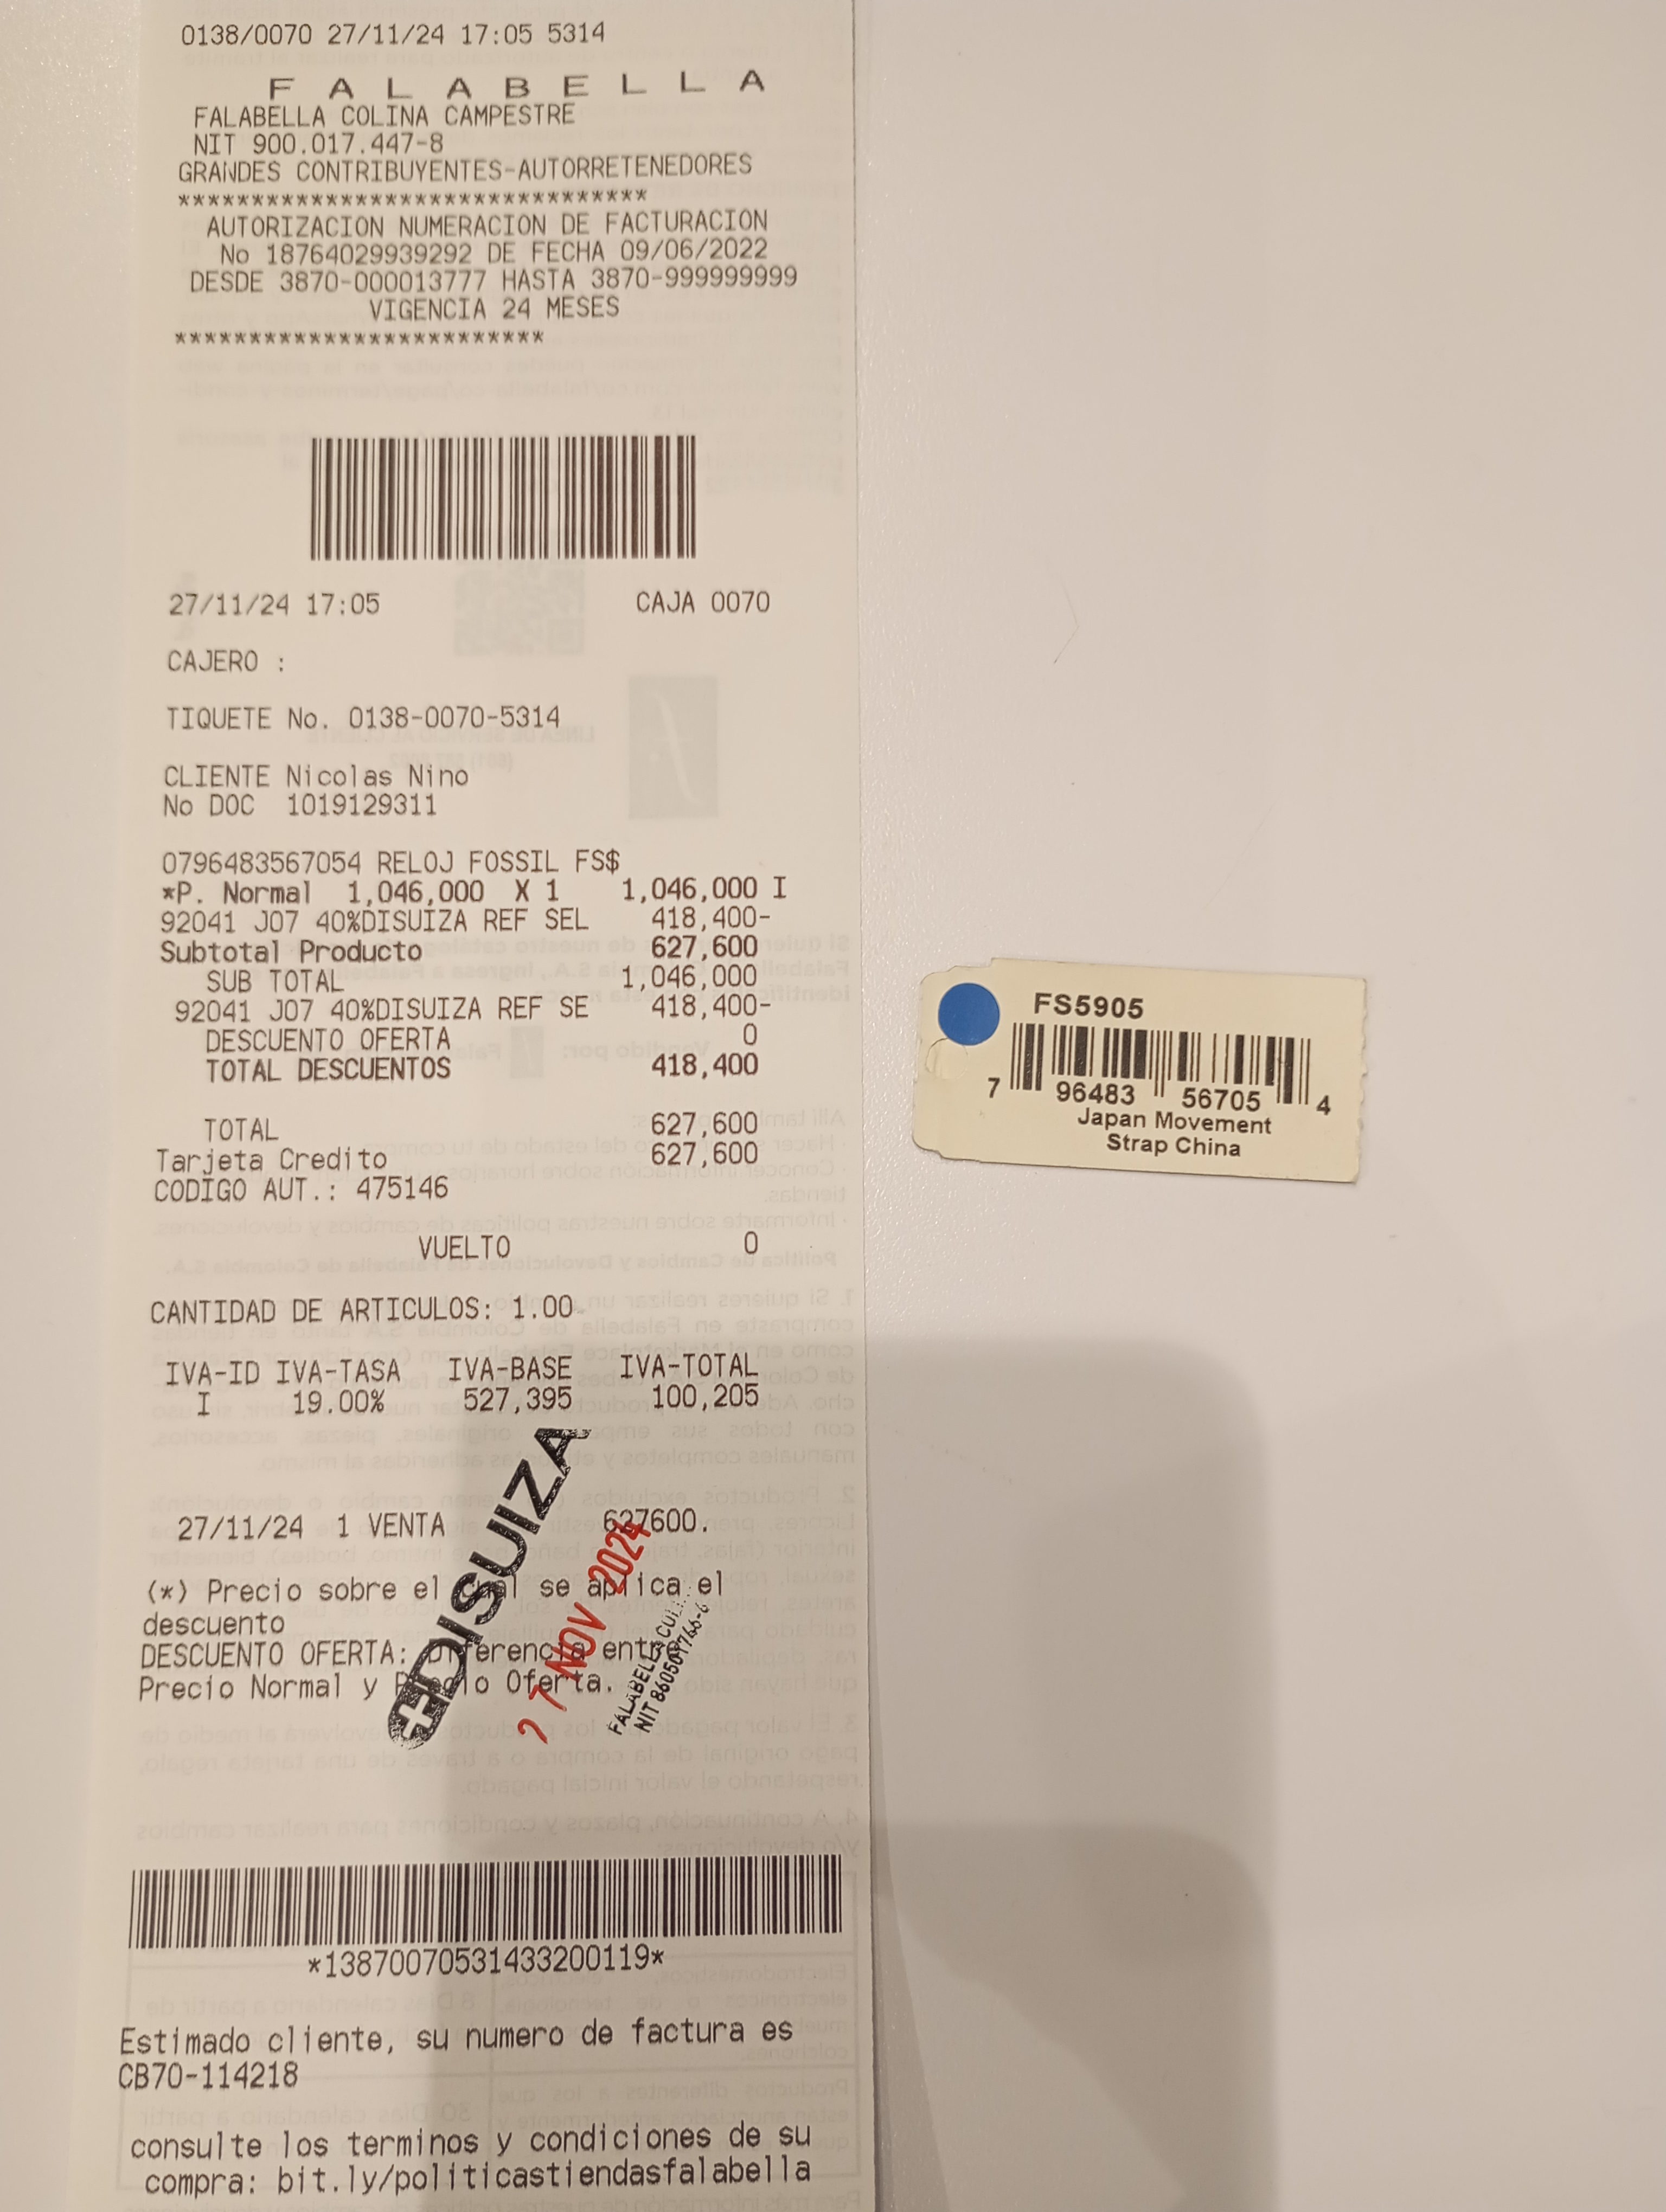 0138/0070 27/11/24 17:05 5314
F A L A B E L L A
FALABELLA COLINA CAMPESTRE
NIT 900.017.447-8
GRANDES CONTRIBUYENTES-AUTORRETENEDORES
********************************
AUTORIZACION NUMERACION DE FACTURACION
No 18764029939292 DE FECHA 09/06/2022
DESDE 3870-000013777 HASTA 3870-999999999
VIGENCIA 24 MESES
*************************
27/11/24 17:05 CAJA 0070
CAJERO :
TIQUETE No. 0138-0070-5314
CLIENTE Nicolas Nino
No DOC 1019129311
0796483567054 RELOJ FOSSIL FS$
*P. Normal 1,046,000 X 1 1,046,000 I
92041 J07 40%DISUIZA REF SEL 418,400-
Subtotal Producto 627,600
SUB TOTAL 1,046,000
92041 J07 40%DISUIZA REF SE 418,400-
DESCUENTO OFERTA 0
TOTAL DESCUENTOS 418,400
TOTAL 627,600
Tarjeta Credito 627,600
CODIGO AUT.: 475146
VUELTO 0
CANTIDAD DE ARTICULOS: 1.00
IVA-ID IVA-TASA IVA-BASE IVA-TOTAL
I 19.00% 527,395 100,205
27/11/24 1 VENTA 627600.
(*) Precio sobre el cual se aplica el
descuento
DESCUENTO OFERTA: Diferencia entre
Precio Normal y Precio Oferta.
DISUIZA
27 NOV 2024
FALABELLA
*13870070531433200119*
Estimado cliente, su numero de factura es
CB70-114218
consulte los terminos y condiciones de su
compra: bit.ly/politicastiendasfalabella
FS5905
7 96483 56705 4
Japan Movement
Strap China